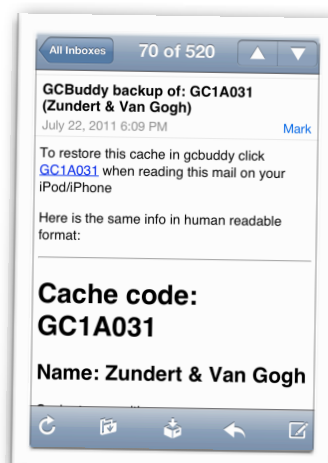 All Inboxes
70 of 520
GCBuddy backup of: GC1A031
(Zundert & Van Gogh)
July 22, 2011 6:09 PM
Mark
To restore this cache in gcbuddy click
GC1A031 when reading this mail on your
iPod/iPhone
Here is the same info in human readable
format:
Cache code:
GC1A031
Name: Zundert & Van Gogh